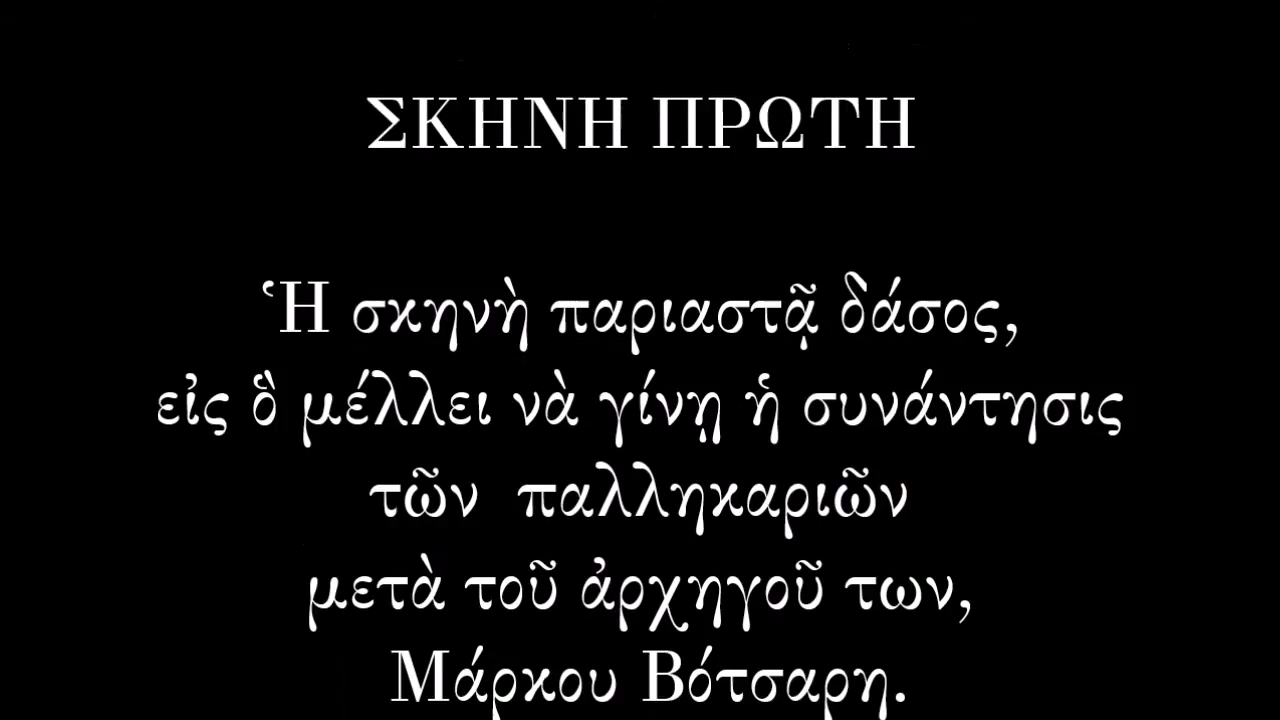 ΣΚΗΝΗ ΠΡΩΤΗ
Ἡ σκηνὴ παριαστᾷ δάσος,
εἰς ὃ μέλλει νὰ γίνῃ ἡ συνάντησις
τῶν παλληκαριῶν
μετὰ τοῦ ἀρχηγοῦ των,
Μάρκου Βότσαρη.